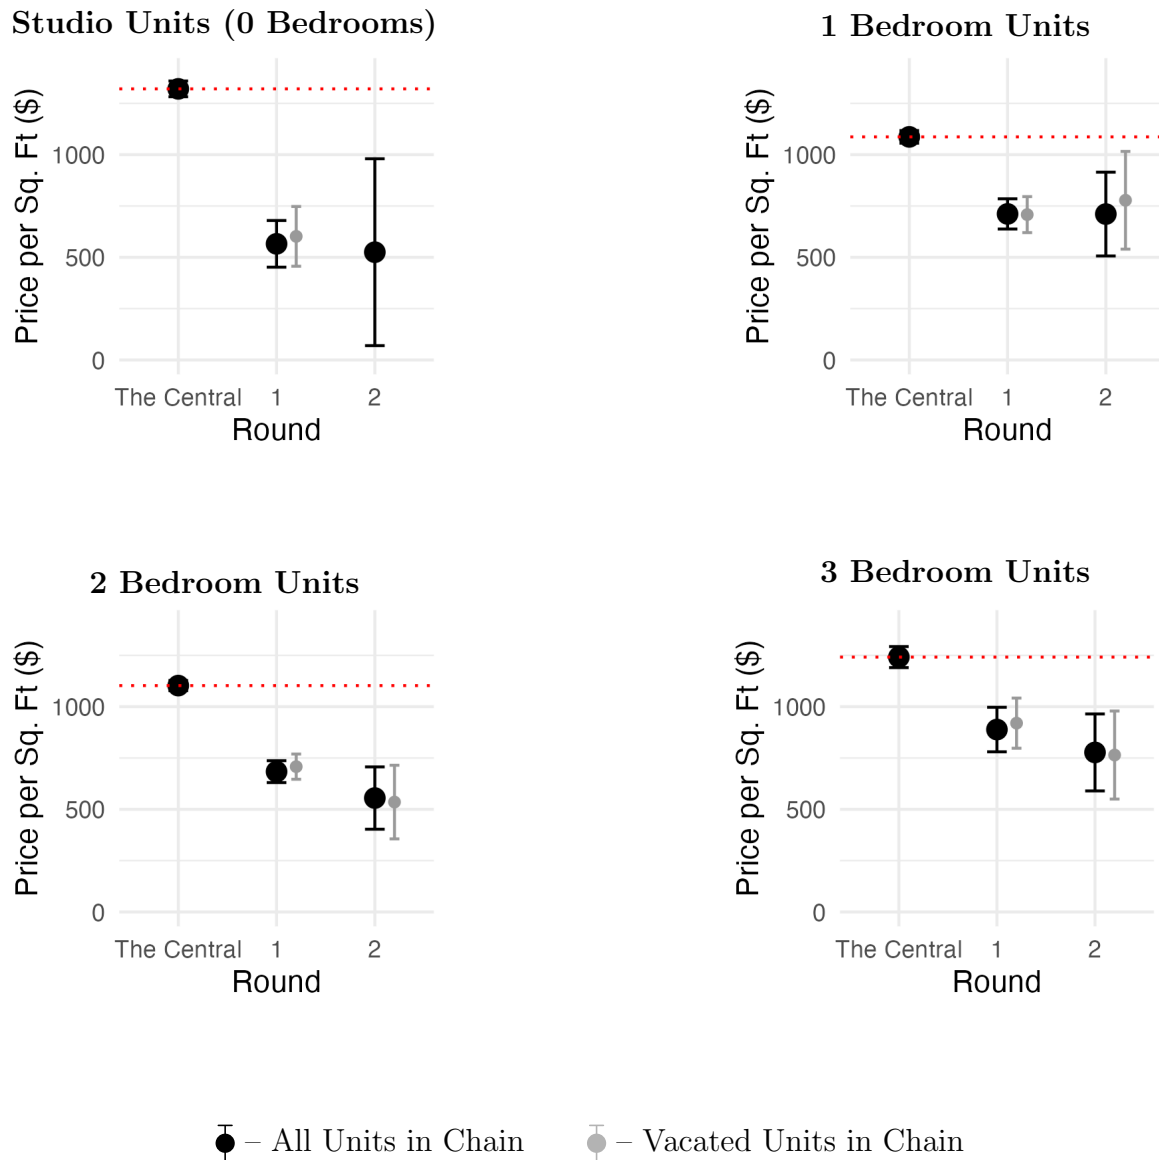 Studio Units (0 Bedrooms)
Price per Sq. Ft ($)
1000
500
0
The Central 1 2
Round
1 Bedroom Units
Price per Sq. Ft ($)
1000
500
0
The Central 1 2
Round
2 Bedroom Units
Price per Sq. Ft ($)
1000
500
0
The Central 1 2
Round
3 Bedroom Units
Price per Sq. Ft ($)
1000
500
0
The Central 1 2
Round
– All Units in Chain – Vacated Units in Chain